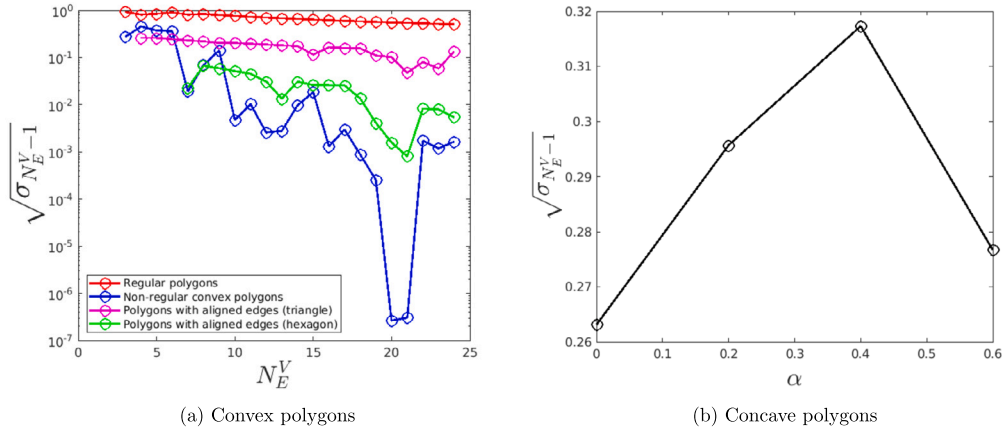 10^0
10^-1
10^-2
10^-3
10^-4
10^-5
10^-6
10^-7
√σ_{N_E^V-1}
Regular polygons
Non-regular convex polygons
Polygons with aligned edges (triangle)
Polygons with aligned edges (hexagon)
0 5 10 15 20 25
N_E^V
(a) Convex polygons
0.32
0.31
0.3
0.29
0.28
0.27
0.26
√σ_{N_E^V-1}
0 0.1 0.2 0.3 0.4 0.5 0.6
α
(b) Concave polygons